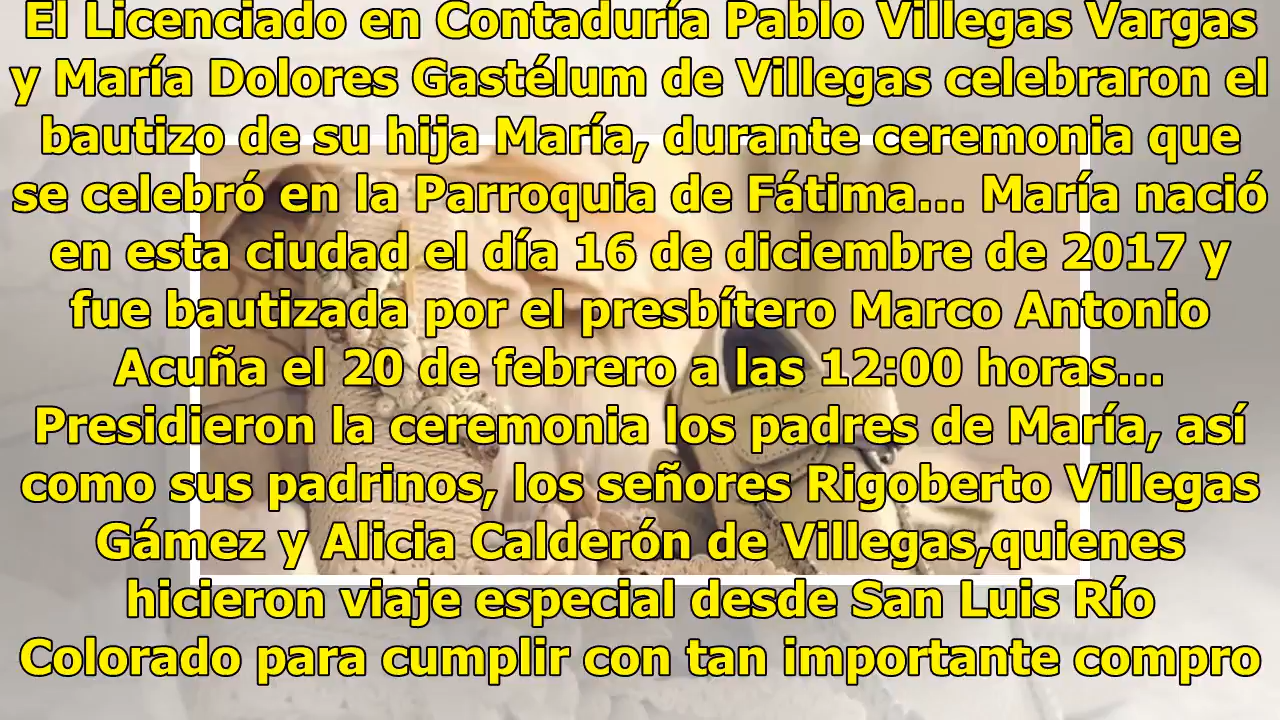 El Licenciado en Contaduría Pablo Villegas Vargas
y María Dolores Gastélum de Villegas celebraron el
bautizo de su hija María, durante ceremonia que
se celebró en la Parroquia de Fátima... María nació
en esta ciudad el día 16 de diciembre de 2017 y
fue bautizada por el presbítero Marco Antonio
Acuña el 20 de febrero a las 12:00 horas...
Presidieron la ceremonia los padres de María, así
como sus padrinos, los señores Rigoberto Villegas
Gámez y Alicia Calderón de Villegas,quienes
hicieron viaje especial desde San Luis Río
Colorado para cumplir con tan importante compro